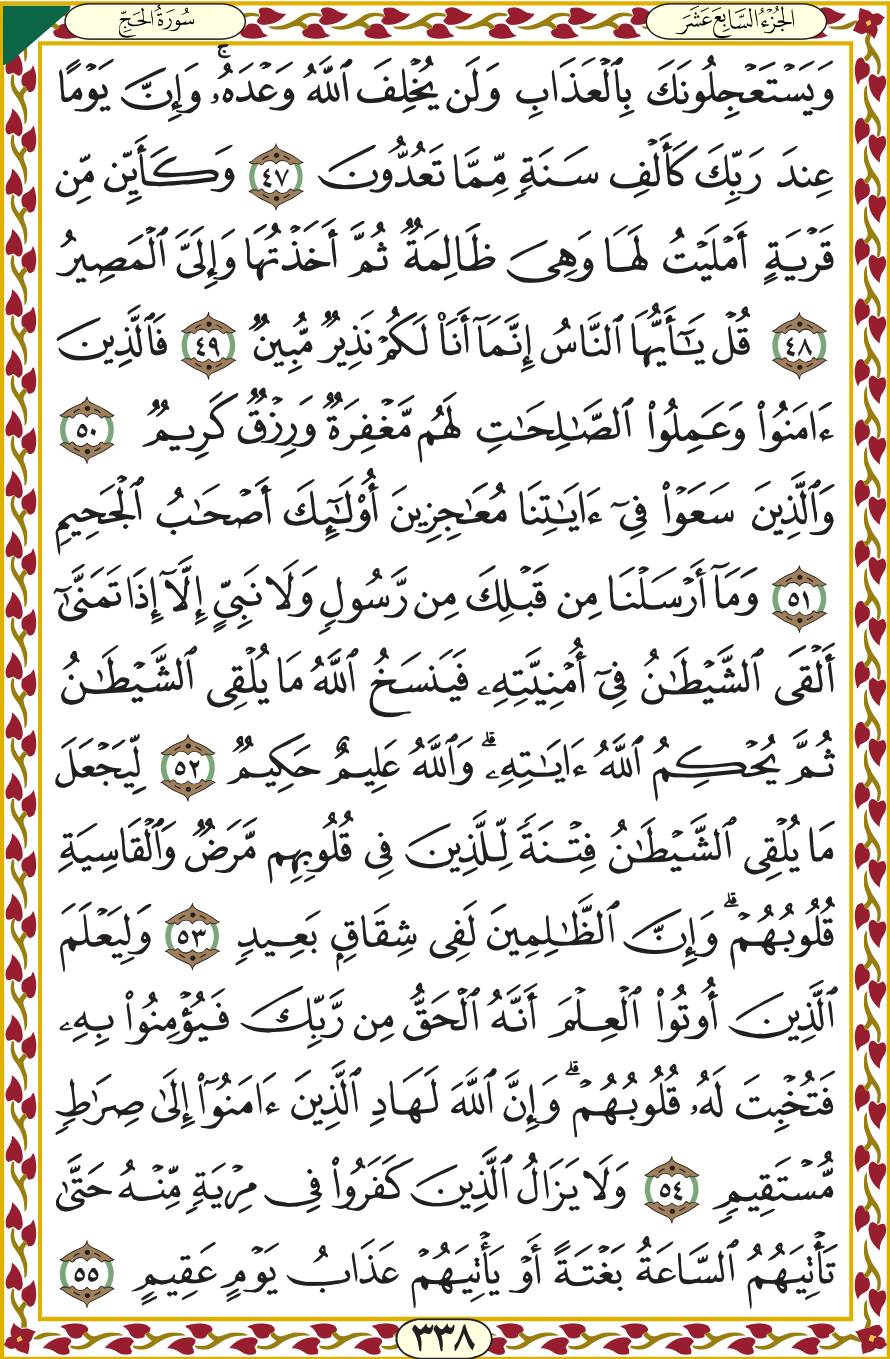 الجُزْءُ السَّابِعَ عَشَرَ
سُورَةُ الحَجِّ
وَيَسْتَعْجِلُونَكَ بِٱلْعَذَابِ وَلَن يُخْلِفَ ٱللَّهُ وَعْدَهُۥۚ وَإِنَّ يَوْمًا
عِندَ رَبِّكَ كَأَلْفِ سَنَةٍ مِّمَّا تَعُدُّونَ ٤٧ وَكَأَيِّن مِّن
قَرْيَةٍ أَمْلَيْتُ لَهَا وَهِىَ ظَالِمَةٌ ثُمَّ أَخَذْتُهَا وَإِلَىَّ ٱلْمَصِيرُ
٤٨ قُلْ يَـٰٓأَيُّهَا ٱلنَّاسُ إِنَّمَآ أَنَا۠ لَكُمْ نَذِيرٌ مُّبِينٌ ٤٩ فَٱلَّذِينَ
ءَامَنُوا۟ وَعَمِلُوا۟ ٱلصَّـٰلِحَـٰتِ لَهُم مَّغْفِرَةٌ وَرِزْقٌ كَرِيمٌ ٥٠
وَٱلَّذِينَ سَعَوْا۟ فِىٓ ءَايَـٰتِنَا مُعَـٰجِزِينَ أُو۟لَـٰٓئِكَ أَصْحَـٰبُ ٱلْجَحِيمِ
٥١ وَمَآ أَرْسَلْنَا مِن قَبْلِكَ مِن رَّسُولٍ وَلَا نَبِىٍّ إِلَّآ إِذَا تَمَنَّىٰٓ
أَلْقَى ٱلشَّيْطَـٰنُ فِىٓ أُمْنِيَّتِهِۦ فَيَنسَخُ ٱللَّهُ مَا يُلْقِى ٱلشَّيْطَـٰنُ
ثُمَّ يُحْكِمُ ٱللَّهُ ءَايَـٰتِهِۦۗ وَٱللَّهُ عَلِيمٌ حَكِيمٌ ٥٢ لِّيَجْعَلَ
مَا يُلْقِى ٱلشَّيْطَـٰنُ فِتْنَةً لِّلَّذِينَ فِى قُلُوبِهِم مَّرَضٌ وَٱلْقَاسِيَةِ
قُلُوبُهُمْۗ وَإِنَّ ٱلظَّـٰلِمِينَ لَفِى شِقَاقٍۭ بَعِيدٍ ٥٣ وَلِيَعْلَمَ
ٱلَّذِينَ أُوتُوا۟ ٱلْعِلْمَ أَنَّهُ ٱلْحَقُّ مِن رَّبِّكَ فَيُؤْمِنُوا۟ بِهِۦ
فَتُخْبِتَ لَهُۥ قُلُوبُهُمْۗ وَإِنَّ ٱللَّهَ لَهَادِ ٱلَّذِينَ ءَامَنُوٓا۟ إِلَىٰ صِرَٰطٍ
مُّسْتَقِيمٍ ٥٤ وَلَا يَزَالُ ٱلَّذِينَ كَفَرُوا۟ فِى مِرْيَةٍ مِّنْهُ حَتَّىٰ
تَأْتِيَهُمُ ٱلسَّاعَةُ بَغْتَةً أَوْ يَأْتِيَهُمْ عَذَابُ يَوْمٍ عَقِيمٍ ٥٥
٣٣٨